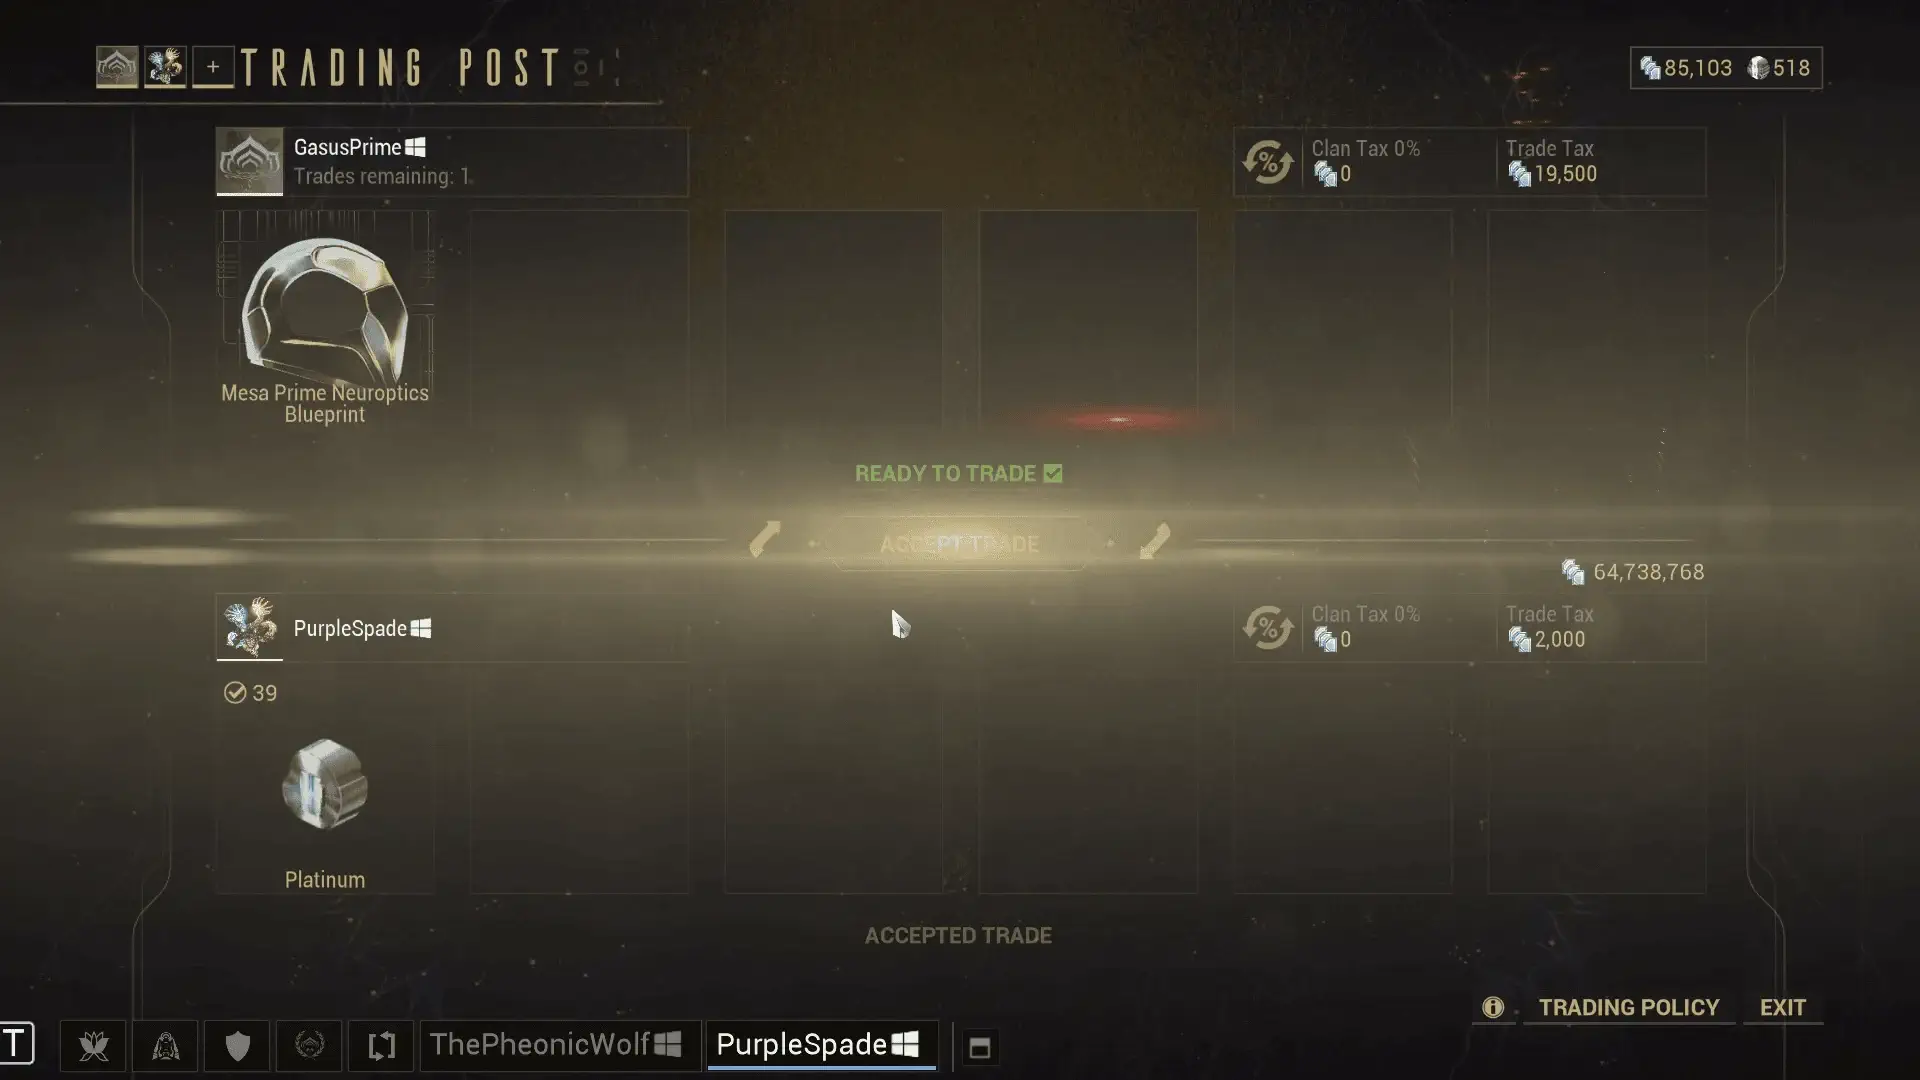 + TRADING POST
85,103 518
GasusPrime
Trades remaining: 1
Clan Tax 0%
0
Trade Tax
19,500
Mesa Prime Neuroptics
Blueprint
READY TO TRADE
ACCEPT TRADE
64,738,768
PurpleSpade
Clan Tax 0%
0
Trade Tax
2,000
39
Platinum
ACCEPTED TRADE
TRADING POLICY
EXIT
T
ThePheonicWolf
PurpleSpade